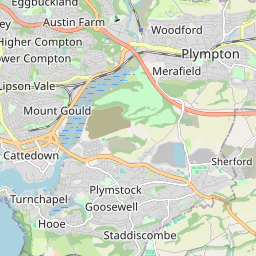 Eggbuckland
Austin Farm
Woodford
Higher Compton
Plympton
ower Compton
Merafield
Lipson Vale
Mount Gould
Cattedown
Sherford
Plymstock
Turnchapel
Goosewell
Hooe
Staddiscombe